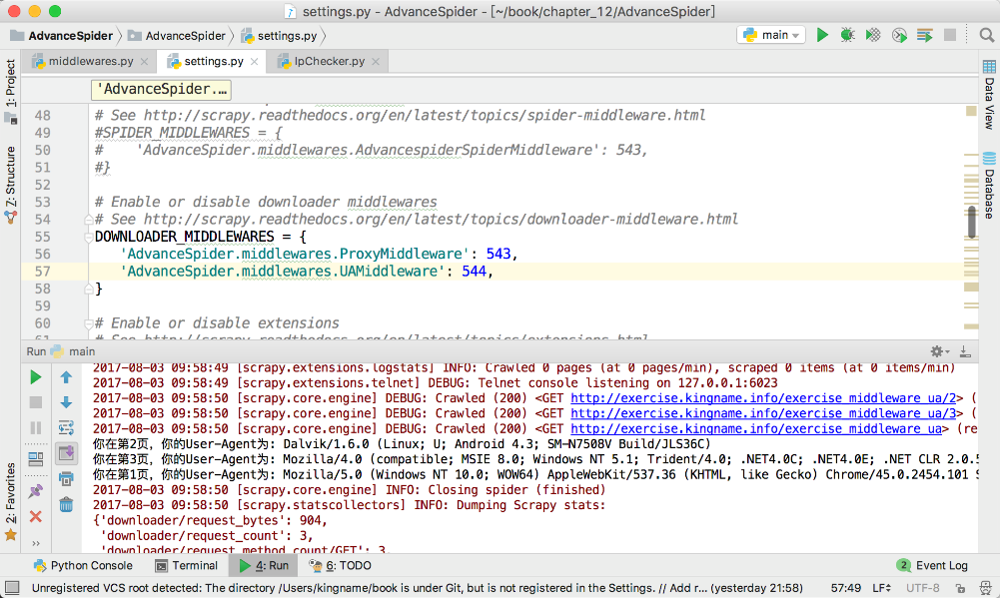 settings.py - AdvanceSpider - [~/book/chapter_12/AdvanceSpider]
AdvanceSpider AdvanceSpider settings.py main
middlewares.py settings.py IpChecker.py
'AdvanceSpider.…
48 # See http://scrapy.readthedocs.org/en/latest/topics/spider-middleware.html
49 #SPIDER_MIDDLEWARES = {
50 #    'AdvanceSpider.middlewares.AdvancespiderSpiderMiddleware': 543,
51 #}
52
53 # Enable or disable downloader middlewares
54 # See http://scrapy.readthedocs.org/en/latest/topics/downloader-middleware.html
55 DOWNLOADER_MIDDLEWARES = {
56    'AdvanceSpider.middlewares.ProxyMiddleware': 543,
57    'AdvanceSpider.middlewares.UAMiddleware': 544,
58 }
59
60 # Enable or disable extensions
61 # See http://scrapy.readthedocs.org/en/latest/topics/extensions.html
1: Project
Z: Structure
2: Favorites
Data View
Database
Run main
2017-08-03 09:58:49 [scrapy.extensions.logstats] INFO: Crawled 0 pages (at 0 pages/min), scraped 0 items (at 0 items/min)
2017-08-03 09:58:49 [scrapy.extensions.telnet] DEBUG: Telnet console listening on 127.0.0.1:6023
2017-08-03 09:58:50 [scrapy.core.engine] DEBUG: Crawled (200) <GET http://exercise.kingname.info/exercise_middleware_ua/2> (
2017-08-03 09:58:50 [scrapy.core.engine] DEBUG: Crawled (200) <GET http://exercise.kingname.info/exercise_middleware_ua/3> (
2017-08-03 09:58:50 [scrapy.core.engine] DEBUG: Crawled (200) <GET http://exercise.kingname.info/exercise_middleware_ua> (re
你在第2页，你的User-Agent为: Dalvik/1.6.0 (Linux; U; Android 4.3; SM-N7508V Build/JLS36C)
你在第3页，你的User-Agent为: Mozilla/4.0 (compatible; MSIE 8.0; Windows NT 5.1; Trident/4.0; .NET4.0C; .NET4.0E; .NET CLR 2.0.5
你在第1页，你的User-Agent为: Mozilla/5.0 (Windows NT 10.0; WOW64) AppleWebKit/537.36 (KHTML, like Gecko) Chrome/45.0.2454.101 S
2017-08-03 09:58:50 [scrapy.core.engine] INFO: Closing spider (finished)
2017-08-03 09:58:50 [scrapy.statscollectors] INFO: Dumping Scrapy stats:
{'downloader/request_bytes': 904,
 'downloader/request_count': 3,
 'downloader/request_method_count/GET': 3,
Python Console Terminal 4: Run 6: TODO 2 Event Log
Unregistered VCS root detected: The directory /Users/kingname/book is under Git, but is not registered in the Settings. // Add r... (yesterday 21:58) 57:49 LF UTF-8